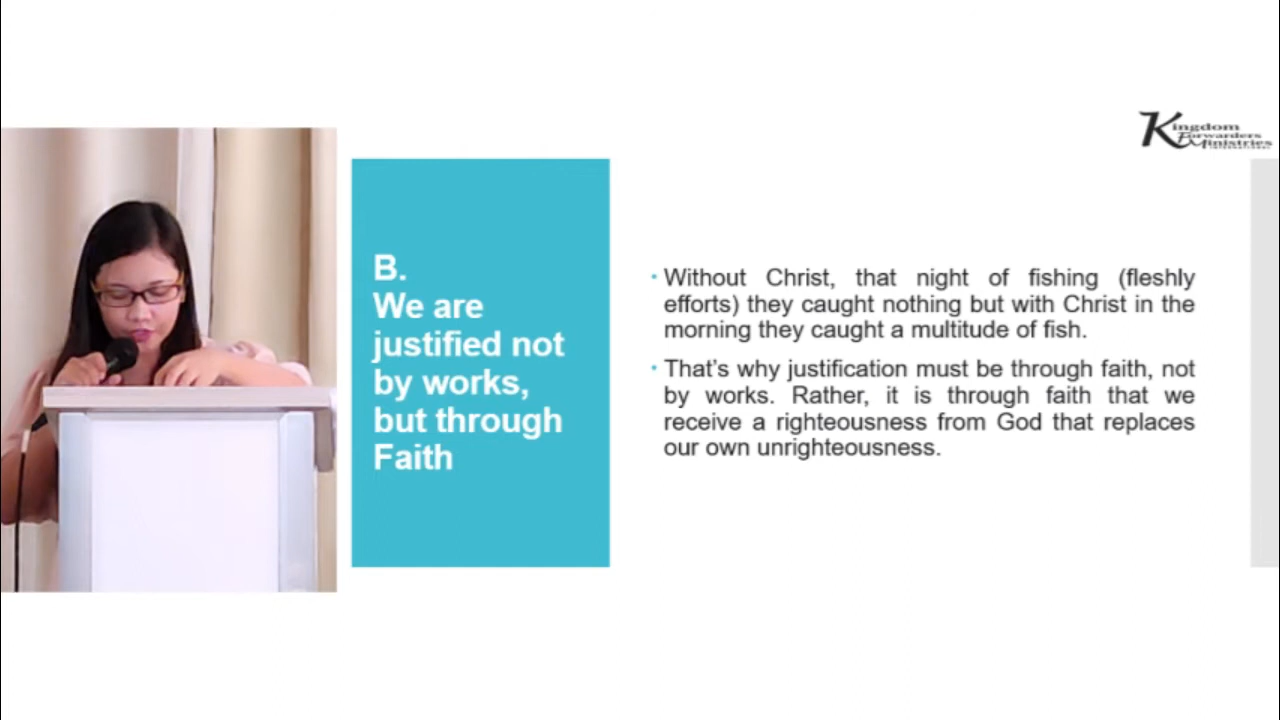 Kingdom
Forwarders
Ministries
INTERNATIONAL
B.
We are
justified not
by works,
but through
Faith
• Without Christ, that night of fishing (fleshly
efforts) they caught nothing but with Christ in the
morning they caught a multitude of fish.
• That’s why justification must be through faith, not
by works. Rather, it is through faith that we
receive a righteousness from God that replaces
our own unrighteousness.